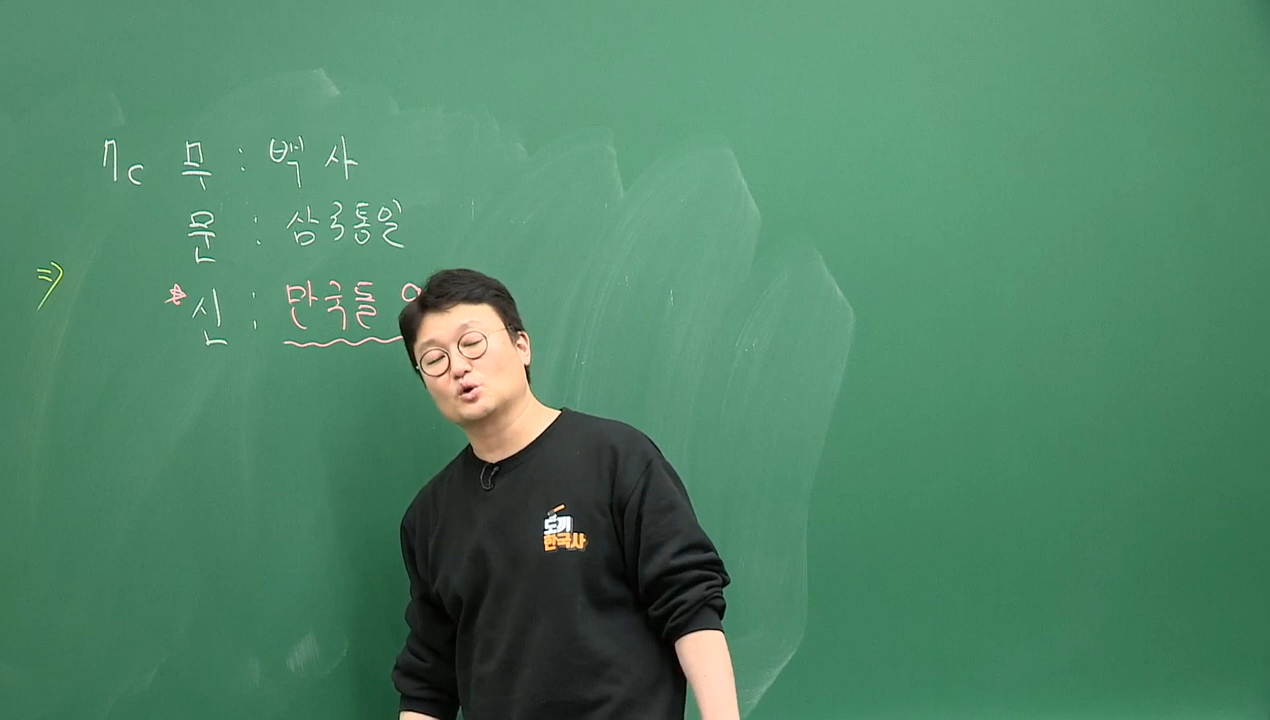 7c 무 : 백 사
문 : 삼국통일
⇒
☆ 신 : 만국들
도끼
한국사